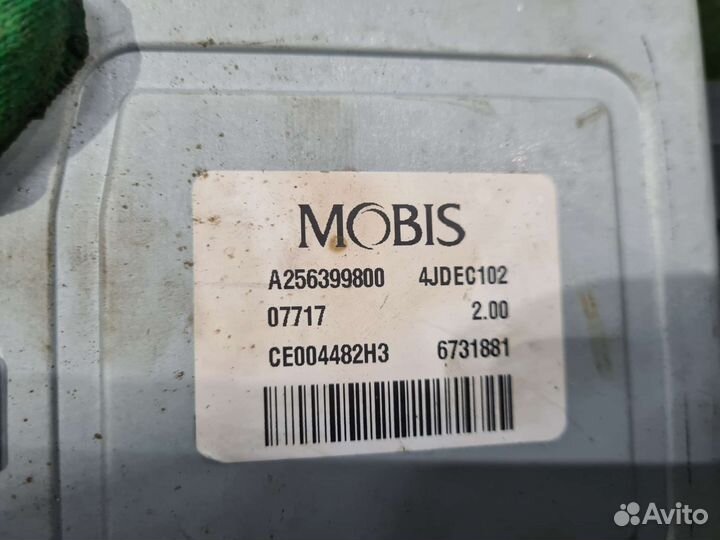 MOBIS
A256399800 4JDEC102
07717 2.00
CE004482H3 6731881
Avito